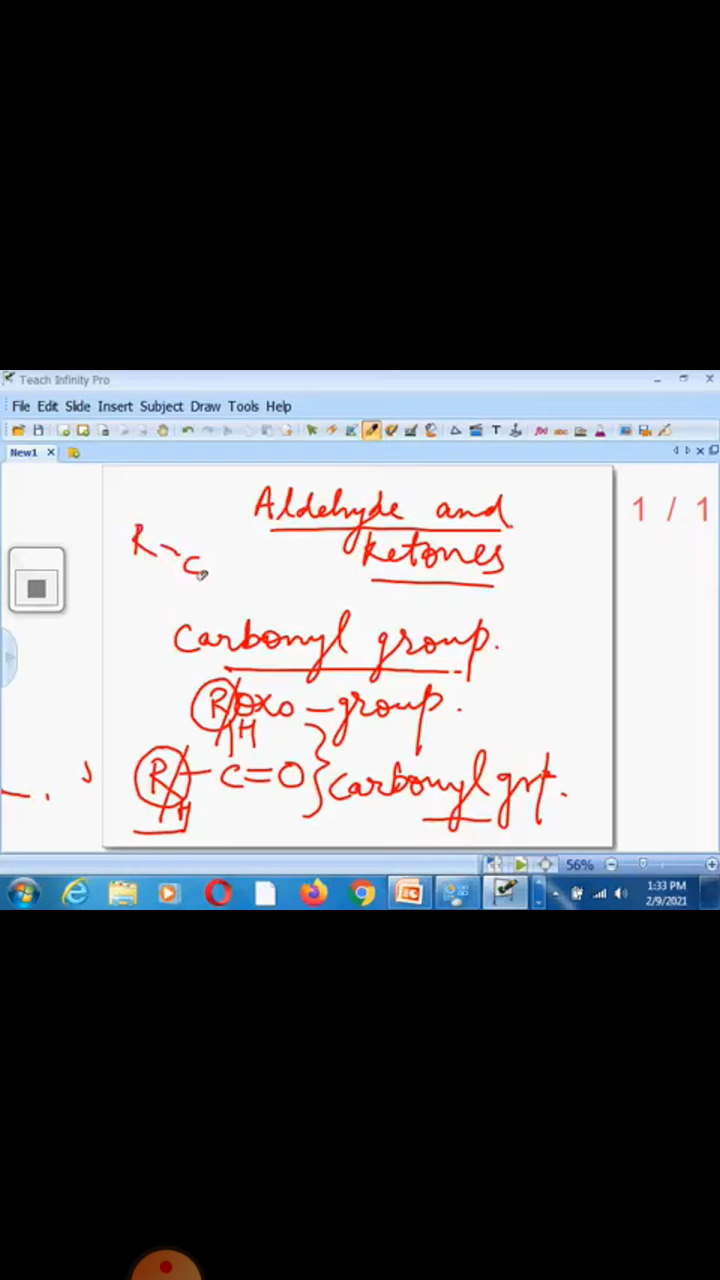 Teach Infinity Pro
File Edit Slide Insert Subject Draw Tools Help
New1
1 / 1
Aldehyde and
ketones
R - C
Carbonyl group.
R oxo - group.
H
R - C = O } Carbonyl grp.
H
56%
1:33 PM
2/9/2021